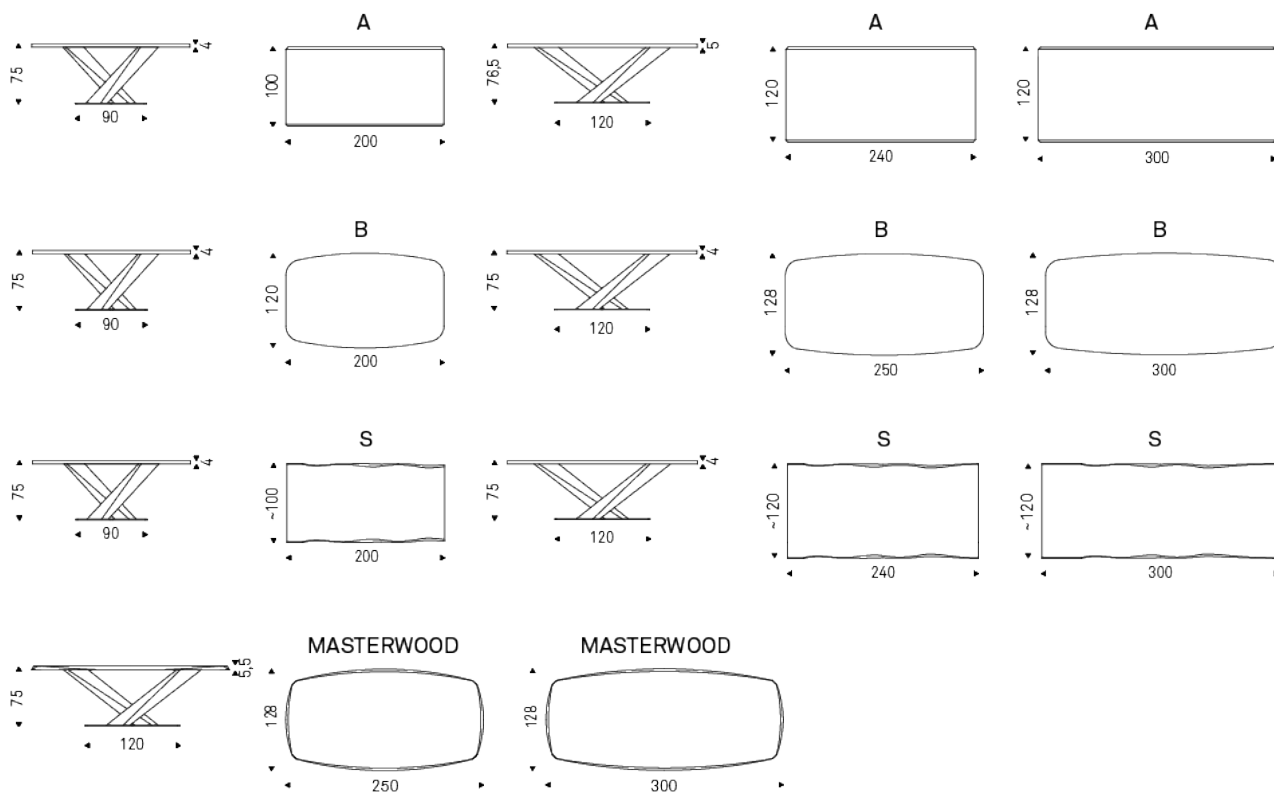 A A A
75 4 100 76,5 5 120 120
90 200 120 240 300
B B B
75 4 120 75 4 128 128
90 200 120 250 300
S S S
75 4 ~100 75 4 ~120 ~120
90 200 120 240 300
MASTERWOOD MASTERWOOD
75 5,5 128 128
120 250 300